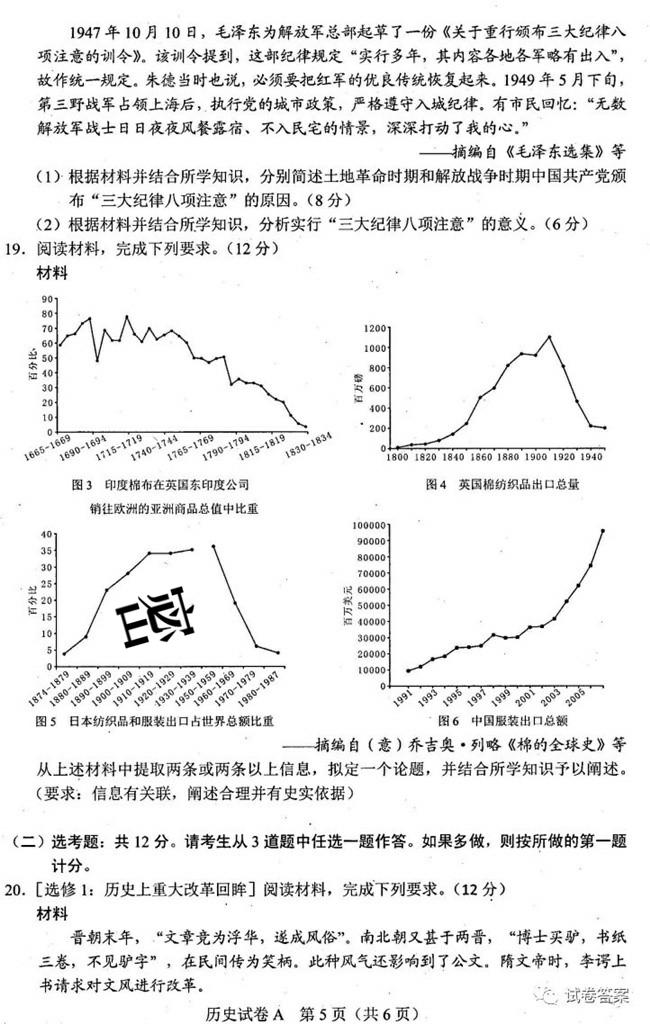 1947年10月10日，毛泽东为解放军总部起草了一份《关于重行颁布三大纪律八
项注意的训令》。该训令提到，这部纪律规定“实行多年，其内容各地各军略有出入”，
故作统一规定。朱德当时也说，必须要把红军的优良传统恢复起来。1949年5月下旬，
第三野战军占领上海后，执行党的城市政策，严格遵守入城纪律。有市民回忆：“无数
解放军战士日日夜夜风餐露宿、不入民宅的情景，深深打动了我的心。”
——摘编自《毛泽东选集》等
（1）根据材料并结合所学知识，分别简述土地革命时期和解放战争时期中国共产党颁
布“三大纪律八项注意”的原因。（8分）
（2）根据材料并结合所学知识，分析实行“三大纪律八项注意”的意义。（6分）
19．阅读材料，完成下列要求。（12分）
材料
90
80
70
60
50
40
30
20
10
0
百分比
1665-1669
1690-1694
1715-1719
1740-1744
1765-1769
1790-1794
1815-1819
1830-1834
图3 印度棉布在英国东印度公司
销往欧洲的亚洲商品总值中比重
1200
1000
800
600
400
200
0
百万磅
1800 1820 1840 1860 1880 1900 1920 1940
图4 英国棉纺织品出口总量
40
35
30
25
20
15
10
5
0
百分比
1874-1879
1880-1889
1890-1899
1900-1909
1910-1919
1920-1929
1930-1939
1950-1959
1960-1969
1970-1979
1980-1987
密
图5 日本纺织品和服装出口占世界总额比重
100000
90000
80000
70000
60000
50000
40000
30000
20000
10000
0
百万美元
1991
1993
1995
1997
1999
2001
2003
2005
图6 中国服装出口总额
——摘编自（意）乔吉奥·列略《棉的全球史》等
从上述材料中提取两条或两条以上信息，拟定一个论题，并结合所学知识予以阐述。
（要求：信息有关联，阐述合理并有史实依据）
（二）选考题：共12分。请考生从3道题中任选一题作答。如果多做，则按所做的第一题
计分。
20．［选修1：历史上重大改革回眸］阅读材料，完成下列要求。（12分）
材料
晋朝末年，“文章竞为浮华，遂成风俗”。南北朝又甚于两晋，“博士买驴，书纸
三卷，不见驴字”，在民间传为笑柄。此种风气还影响到了公文。隋文帝时，李谔上
书请求对文风进行改革。
历史试卷A 第5页（共6页）
试卷答案